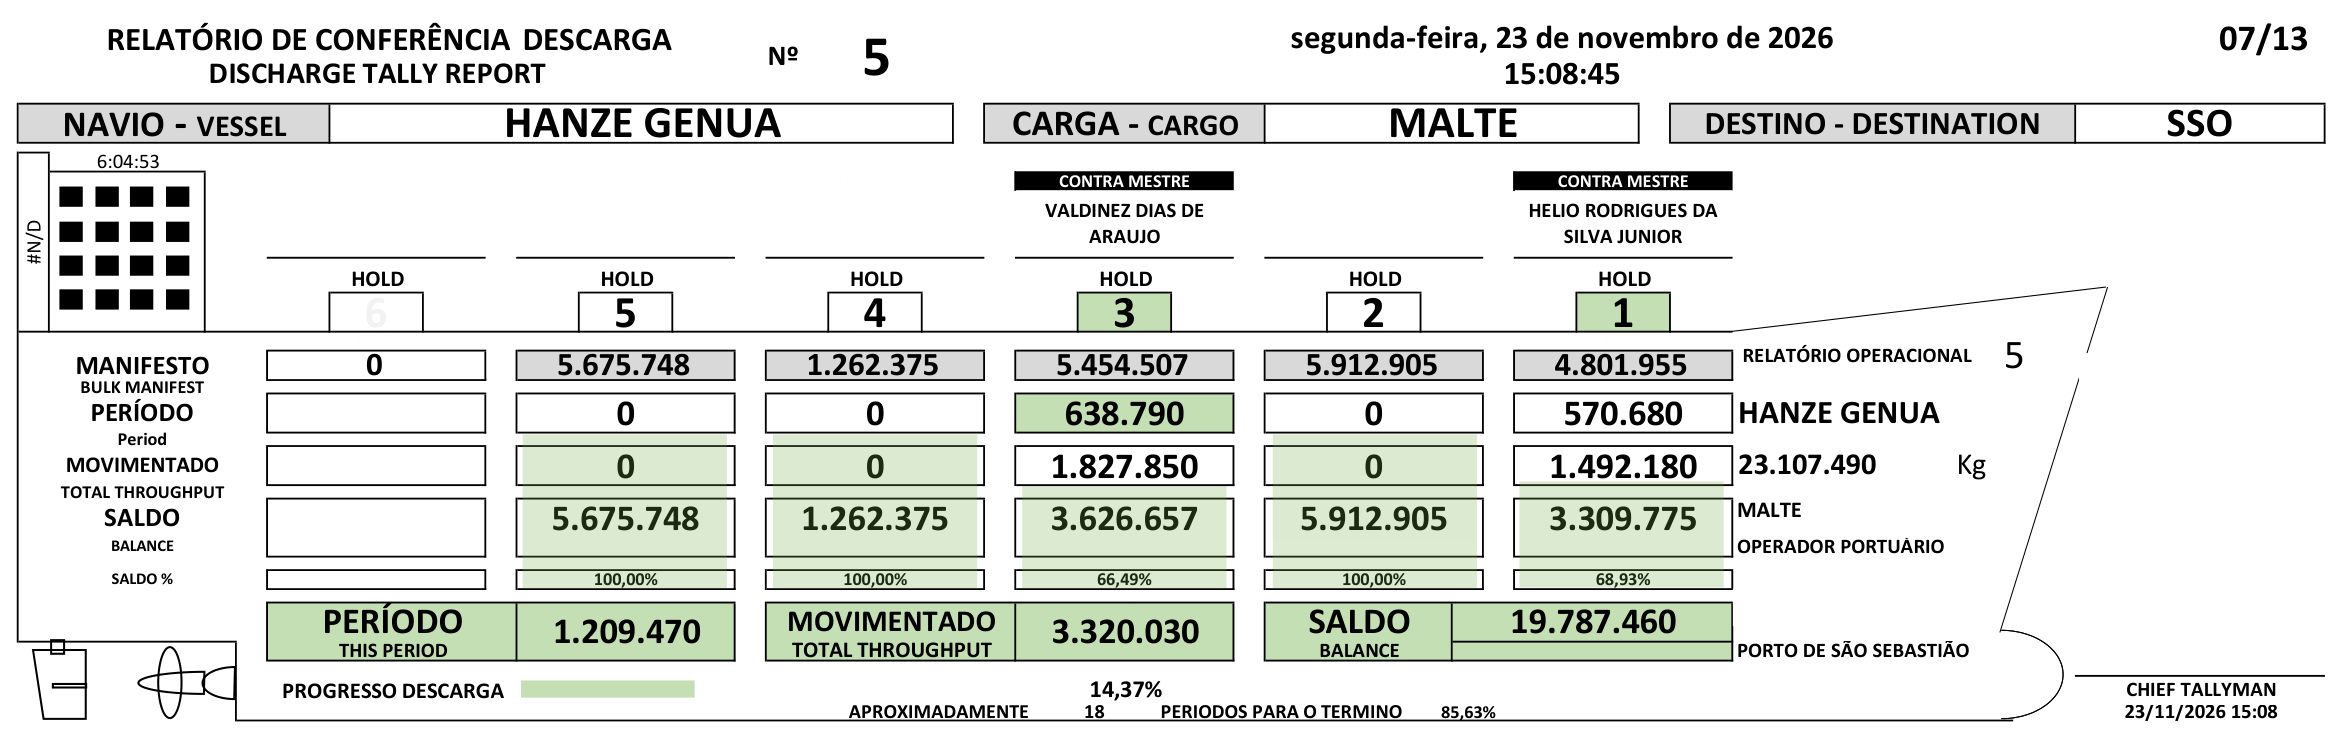 RELATÓRIO DE CONFERÊNCIA DESCARGA
DISCHARGE TALLY REPORT
Nº 5
segunda-feira, 23 de novembro de 2026
15:08:45
07/13
NAVIO - VESSEL HANZE GENUA CARGA - CARGO MALTE DESTINO - DESTINATION SSO
6:04:53
#N/D
CONTRA MESTRE CONTRA MESTRE
VALDINEZ DIAS DE ARAUJO
HELIO RODRIGUES DA SILVA JUNIOR
HOLD HOLD HOLD HOLD HOLD HOLD
6 5 4 3 2 1
MANIFESTO 0 5.675.748 1.262.375 5.454.507 5.912.905 4.801.955 RELATÓRIO OPERACIONAL 5
BULK MANIFEST
PERÍODO 0 0 638.790 0 570.680 HANZE GENUA
Period
MOVIMENTADO 0 0 1.827.850 0 1.492.180 23.107.490 Kg
TOTAL THROUGHPUT
SALDO 5.675.748 1.262.375 3.626.657 5.912.905 3.309.775 MALTE
BALANCE OPERADOR PORTUÁRIO
SALDO % 100,00% 100,00% 66,49% 100,00% 68,93%
PERÍODO 1.209.470 MOVIMENTADO 3.320.030 SALDO 19.787.460
THIS PERIOD TOTAL THROUGHPUT BALANCE PORTO DE SÃO SEBASTIÃO
PROGRESSO DESCARGA 14,37%
APROXIMADAMENTE 18 PERIODOS PARA O TERMINO 85,63%
CHIEF TALLYMAN
23/11/2026 15:08